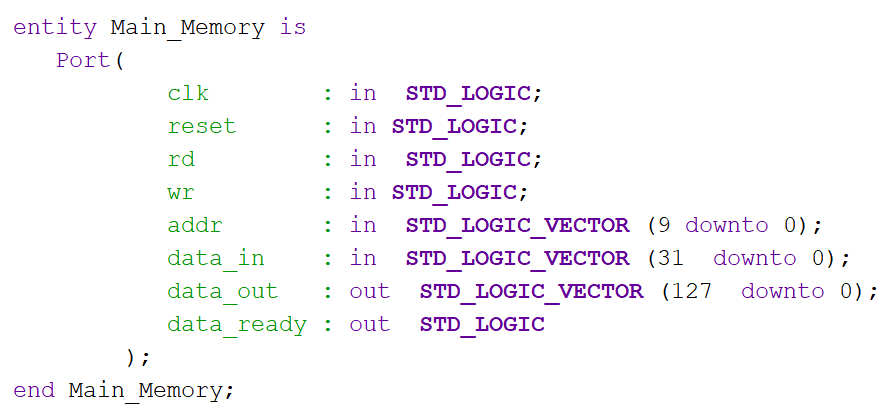 entity Main_Memory is
Port(
clk : in STD_LOGIC;
reset : in STD_LOGIC;
rd : in STD_LOGIC;
wr : in STD_LOGIC;
addr : in STD_LOGIC_VECTOR (9 downto 0);
data_in : in STD_LOGIC_VECTOR (31 downto 0);
data_out : out STD_LOGIC_VECTOR (127 downto 0);
data_ready : out STD_LOGIC
);
end Main_Memory;